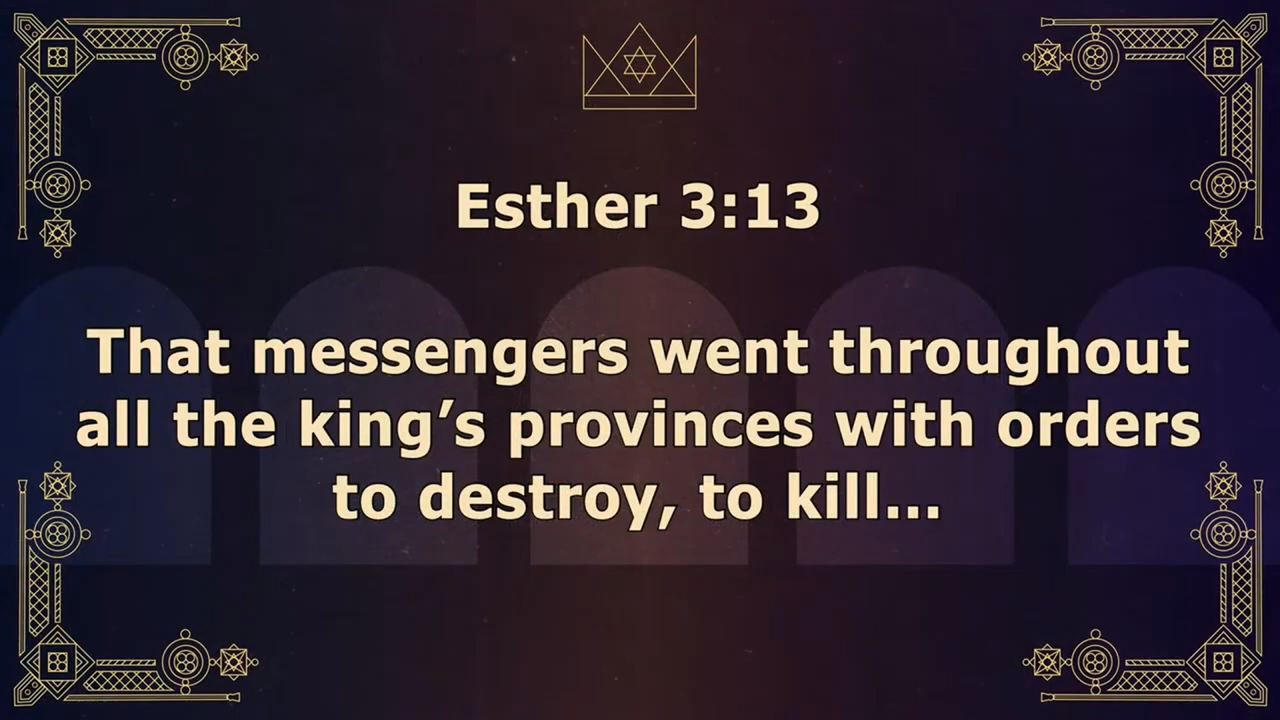 Esther 3:13
That messengers went throughout
all the king’s provinces with orders
to destroy, to kill...